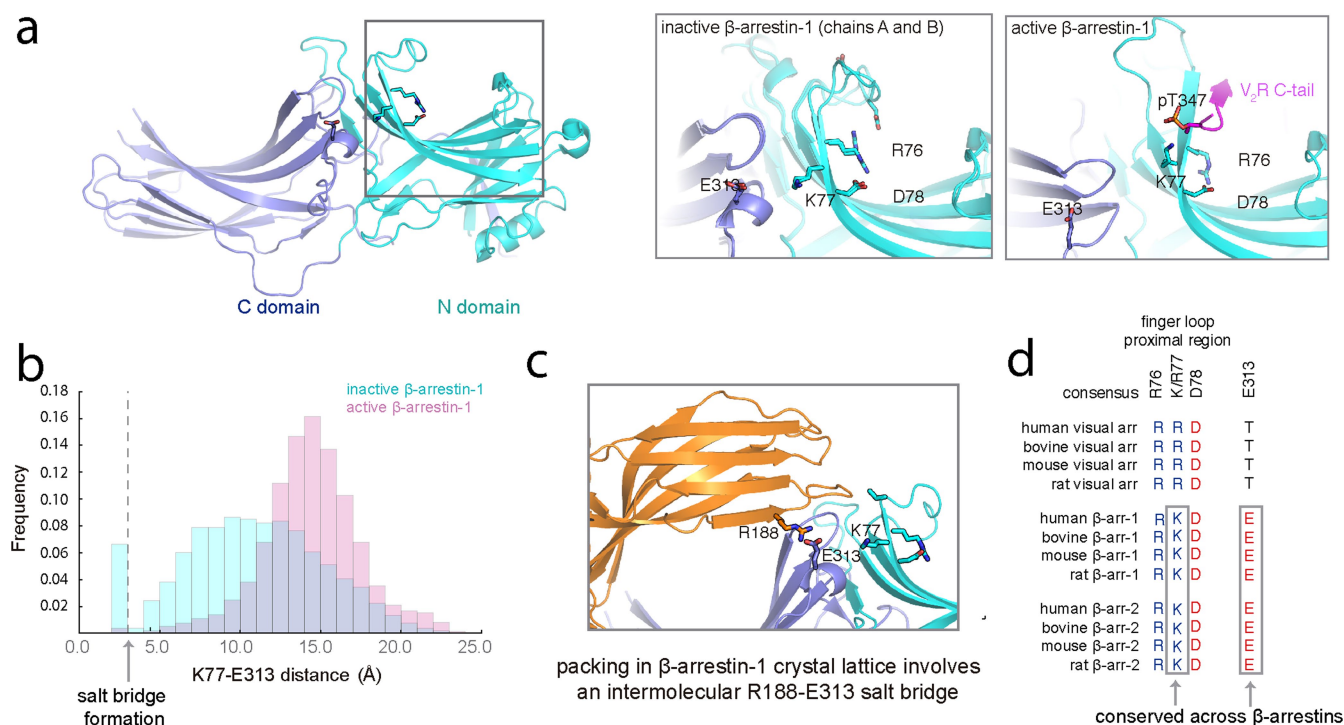 a
inactive β-arrestin-1 (chains A and B)
R76
E313
K77
D78
active β-arrestin-1
pT347
V₂R C-tail
R76
K77
E313
D78
C domain
N domain
b
inactive β-arrestin-1
active β-arrestin-1
Frequency
0.18
0.16
0.14
0.12
0.10
0.08
0.06
0.04
0.02
0.0
5.0
10.0
15.0
20.0
25.0
K77-E313 distance (Å)
salt bridge
formation
c
R188
K77
E313
packing in β-arrestin-1 crystal lattice involves
an intermolecular R188-E313 salt bridge
d
finger loop
proximal region
consensus R76 K/R77 D78 E313
human visual arr R R D T
bovine visual arr R R D T
mouse visual arr R R D T
rat visual arr R R D T
human β-arr-1 R K D E
bovine β-arr-1 R K D E
mouse β-arr-1 R K D E
rat β-arr-1 R K D E
human β-arr-2 R K D E
bovine β-arr-2 R K D E
mouse β-arr-2 R K D E
rat β-arr-2 R K D E
conserved across β-arrestins